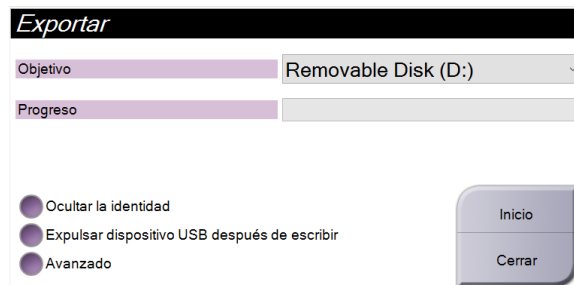 Exportar
Objetivo
Removable Disk (D:)
Progreso
Ocultar la identidad
Expulsar dispositivo USB después de escribir
Avanzado
Inicio
Cerrar